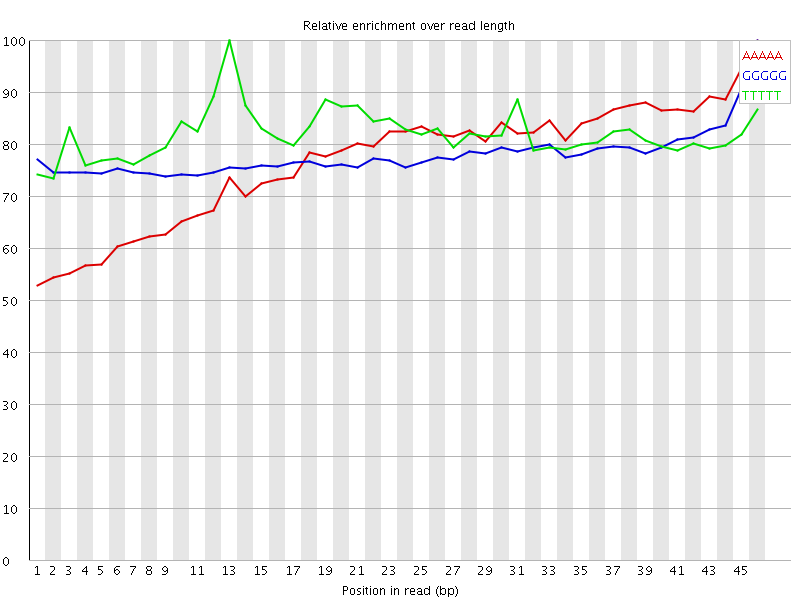 Relative enrichment over read length
100
90
80
70
60
50
40
30
20
10
0
AAAAA
GGGGG
TTTTT
1 2 3 4 5 6 7 8 9 11 13 15 17 19 21 23 25 27 29 31 33 35 37 39 41 43 45
Position in read (bp)